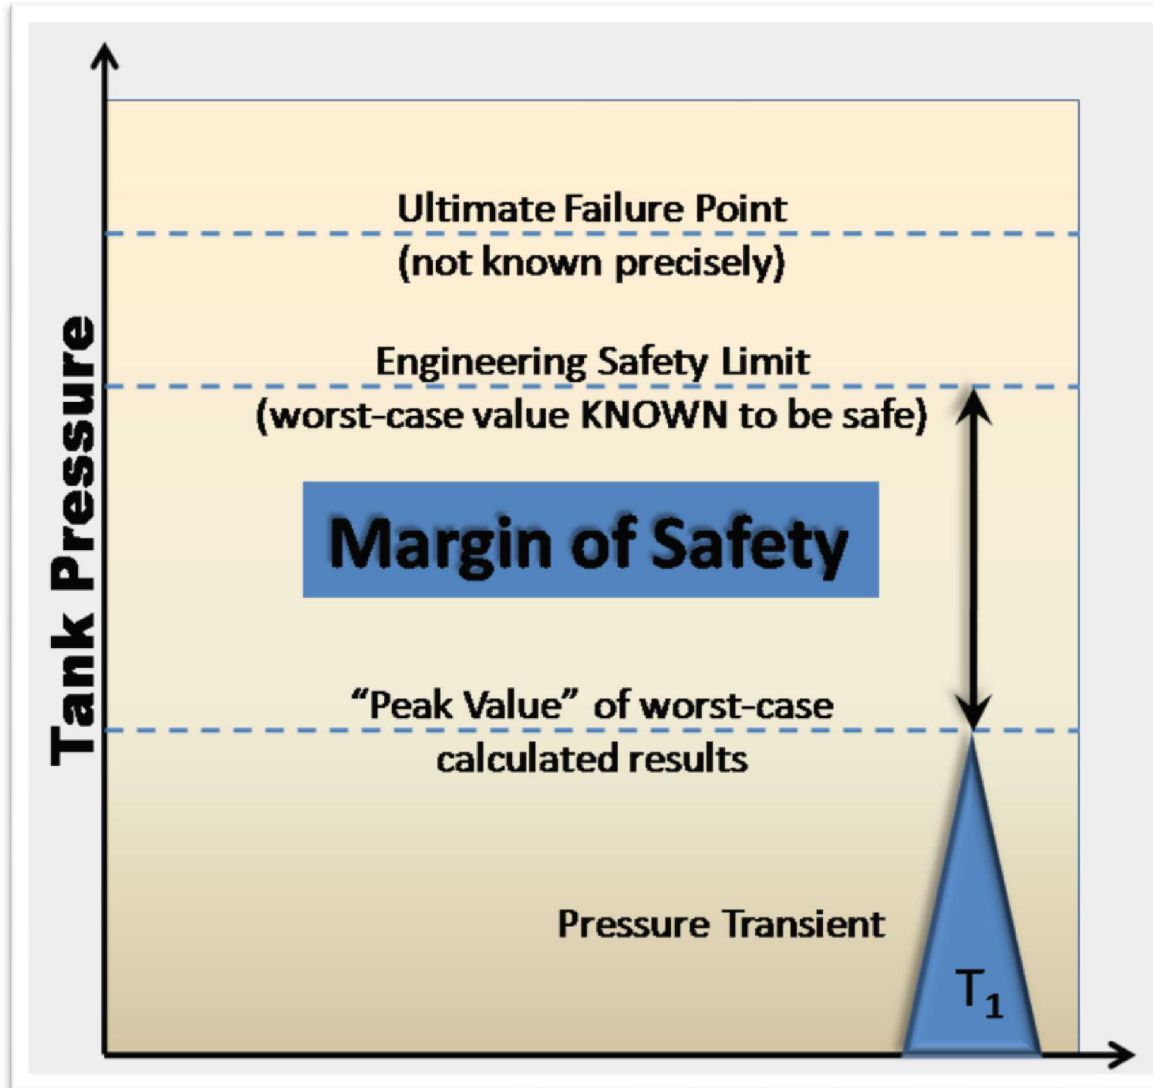 Tank Pressure
Ultimate Failure Point
(not known precisely)
Engineering Safety Limit
(worst-case value KNOWN to be safe)
Margin of Safety
“Peak Value” of worst-case
calculated results
Pressure Transient
T₁